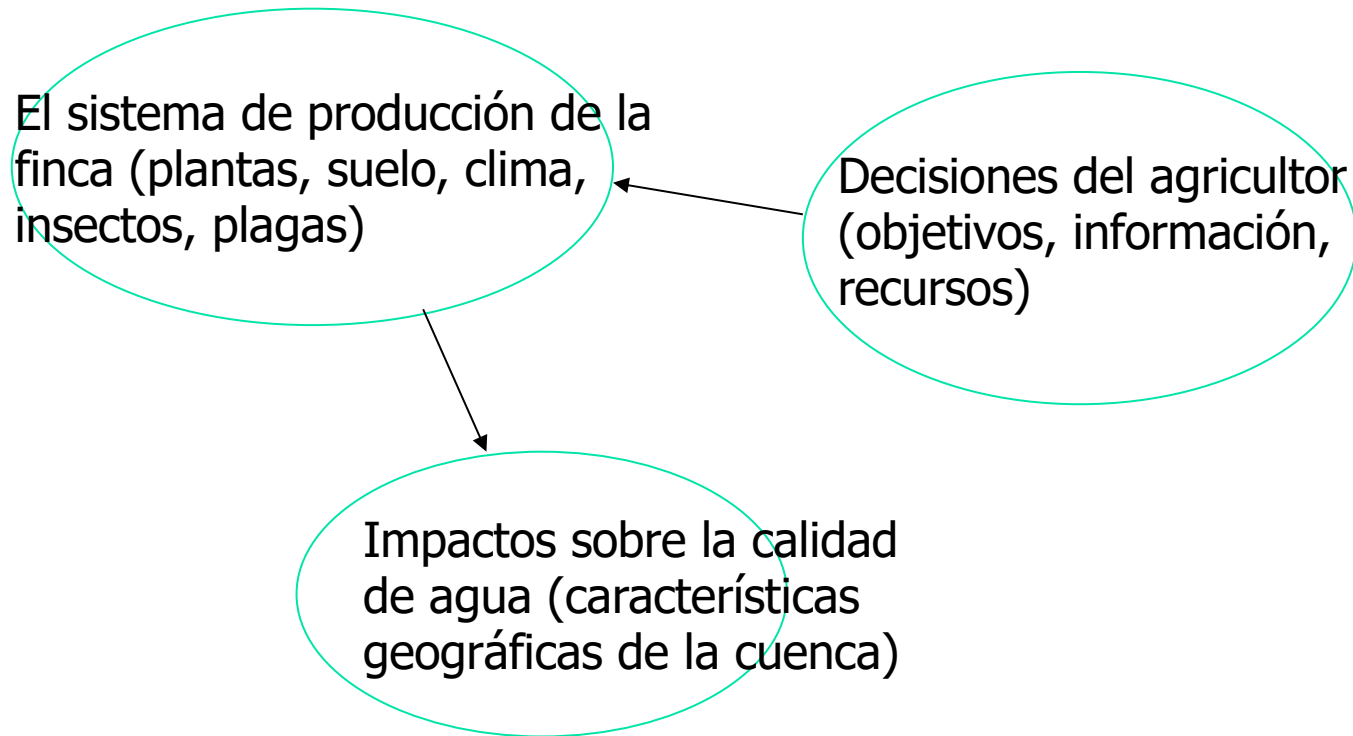 El sistema de producción de la
finca (plantas, suelo, clima,
insectos, plagas)
Decisiones del agricultor
(objetivos, información,
recursos)
Impactos sobre la calidad
de agua (característícas
geográficas de la cuenca)